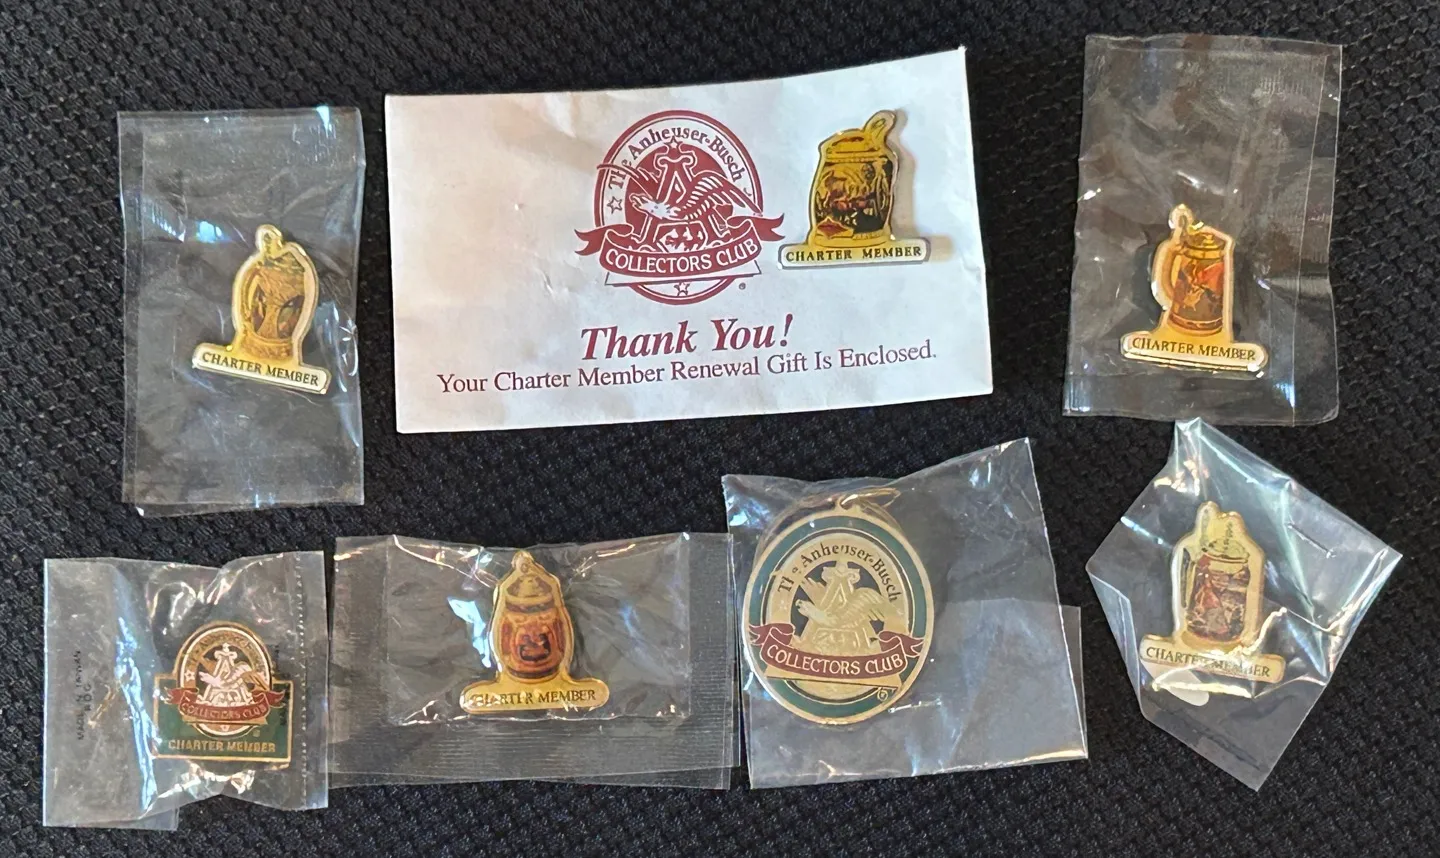 The Anheuser-Busch
COLLECTORS CLUB
®
CHARTER MEMBER
Thank You!
Your Charter Member Renewal Gift Is Enclosed.
CHARTER MEMBER
CHARTER MEMBER
COLLECTORS CLUB
®
CHARTER MEMBER
CHARTER MEMBER
The Anheuser-Busch
COLLECTORS CLUB
®
CHARTER MEMBER